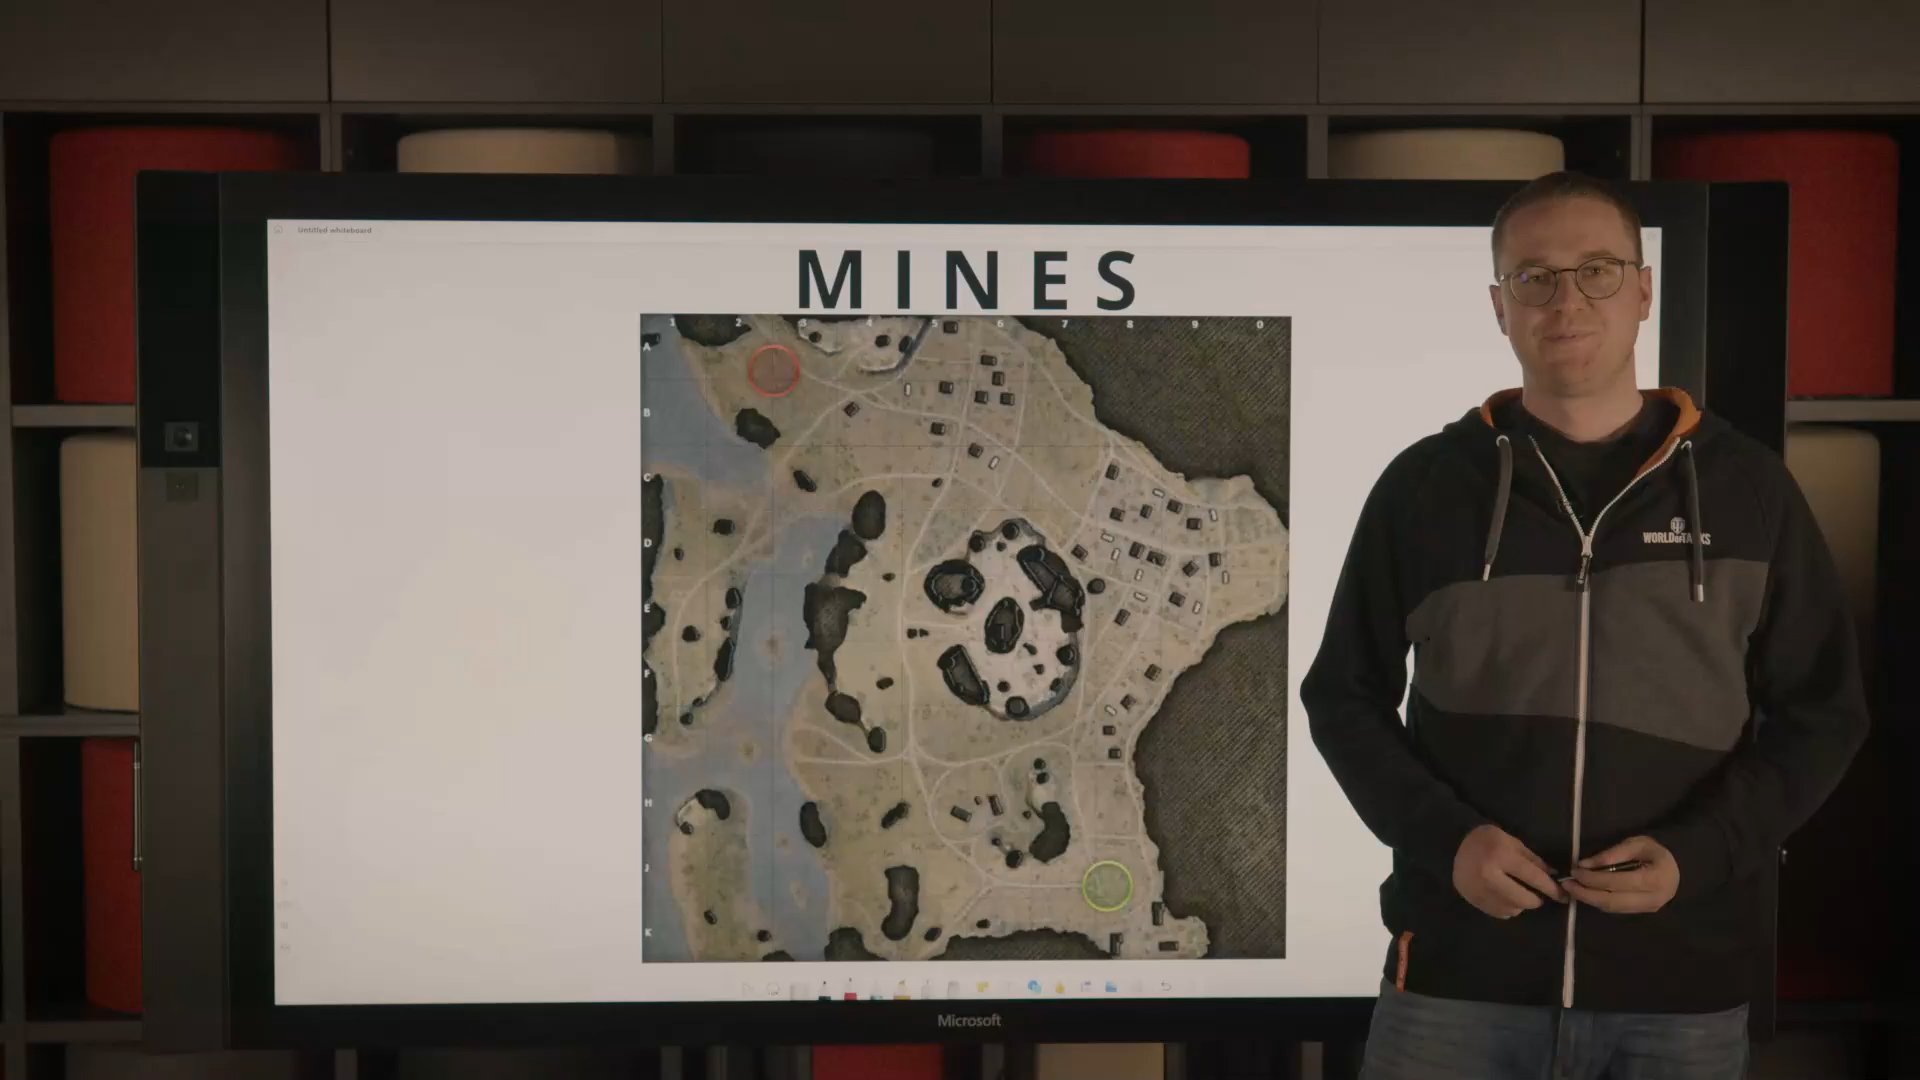 Untitled whiteboard
MINES
1 2 3 4 5 6 7 8 9 0
A
B
C
D
E
F
G
H
J
K
WORLD OF TANKS
Microsoft